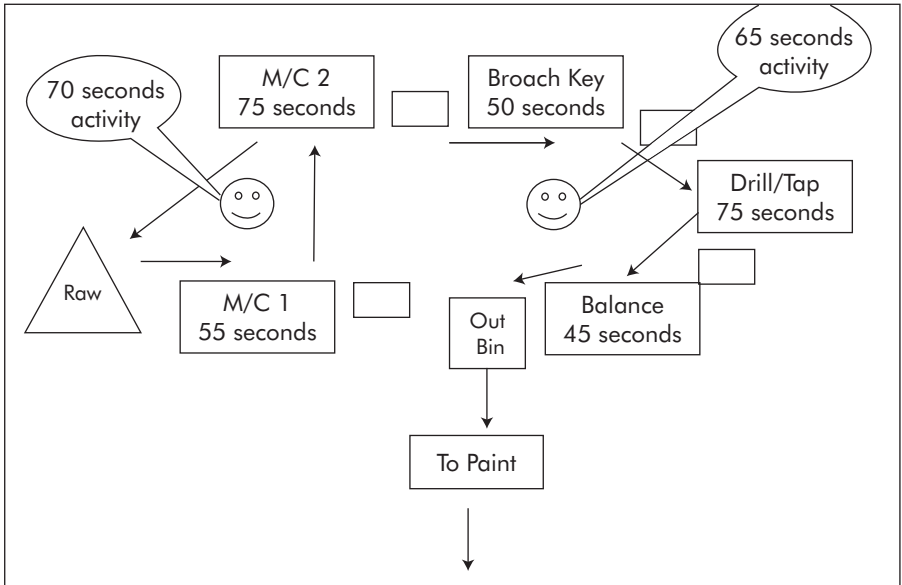 65 seconds
activity
70 seconds
activity
M/C 2
75 seconds
Broach Key
50 seconds
Drill/Tap
75 seconds
Raw
M/C 1
55 seconds
Out
Bin
Balance
45 seconds
To Paint